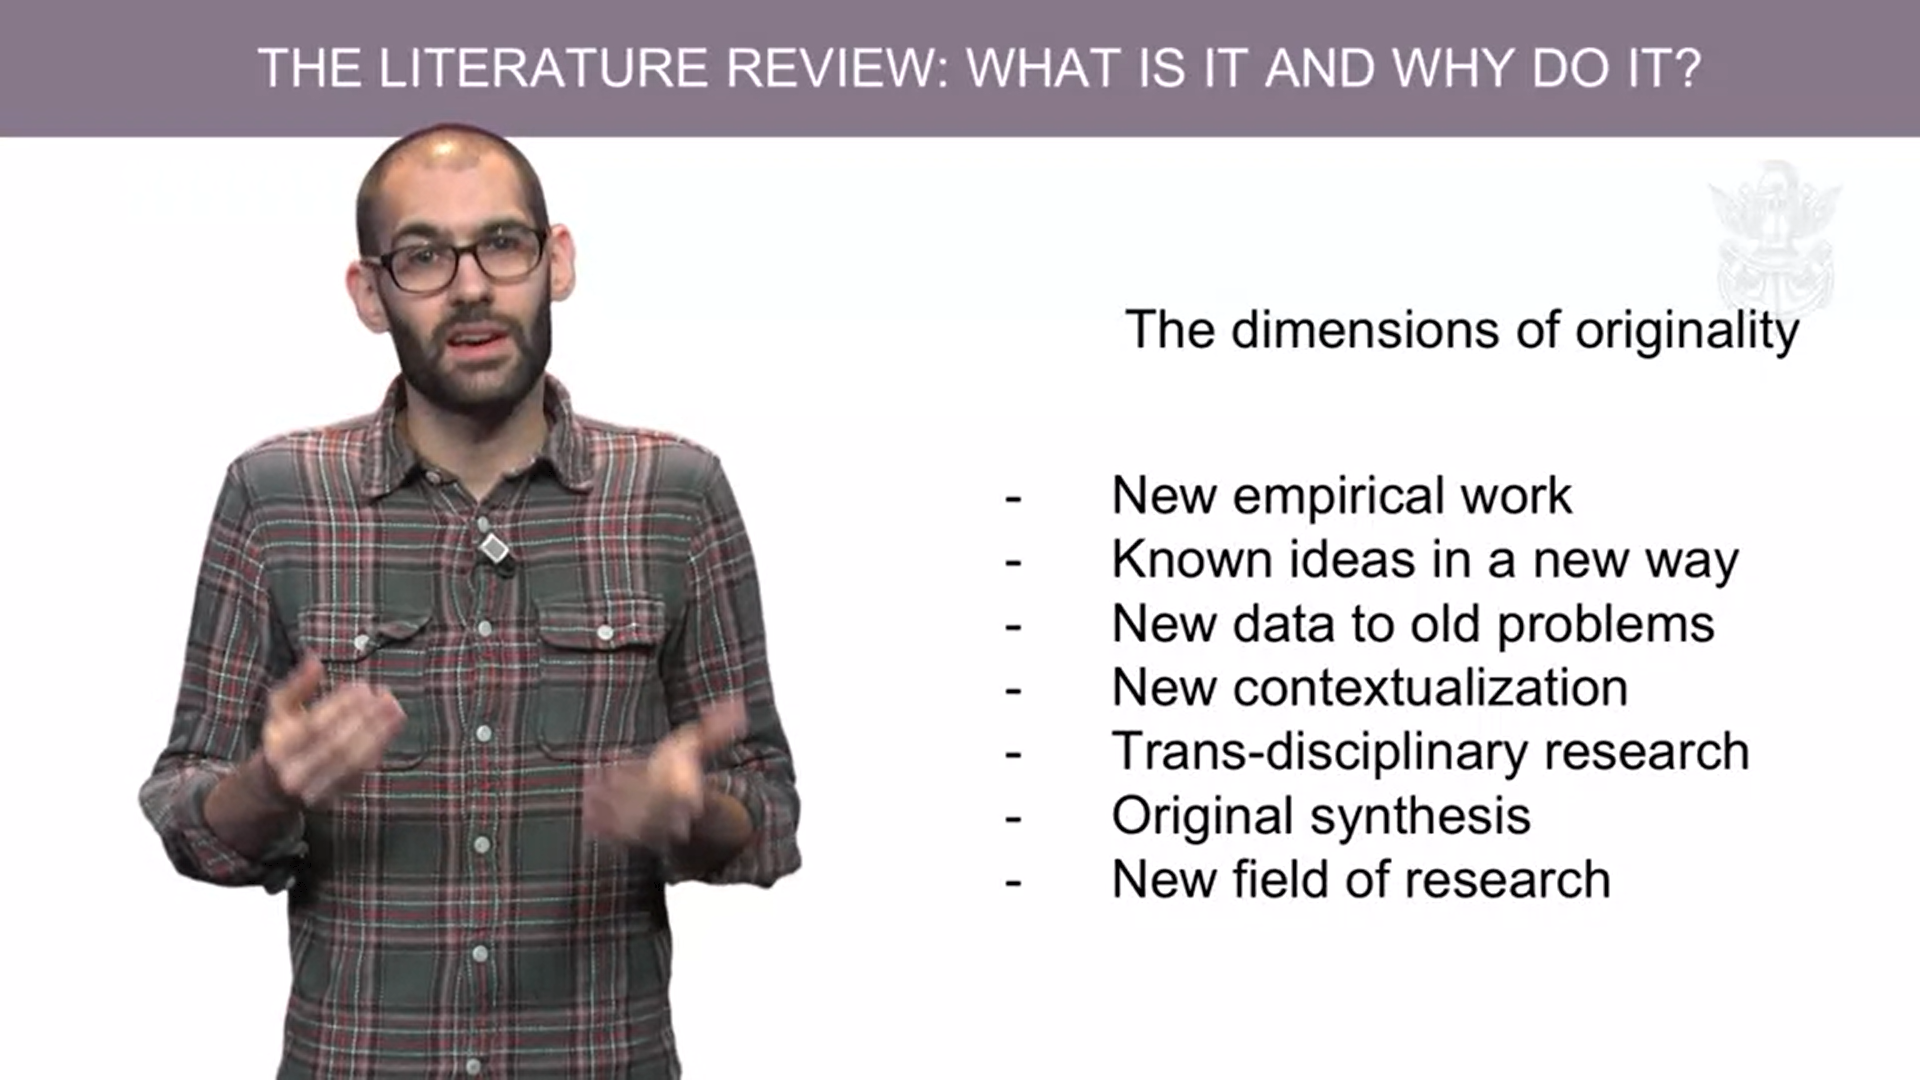 THE LITERATURE REVIEW: WHAT IS IT AND WHY DO IT?
The dimensions of originality
- New empirical work
- Known ideas in a new way
- New data to old problems
- New contextualization
- Trans-disciplinary research
- Original synthesis
- New field of research